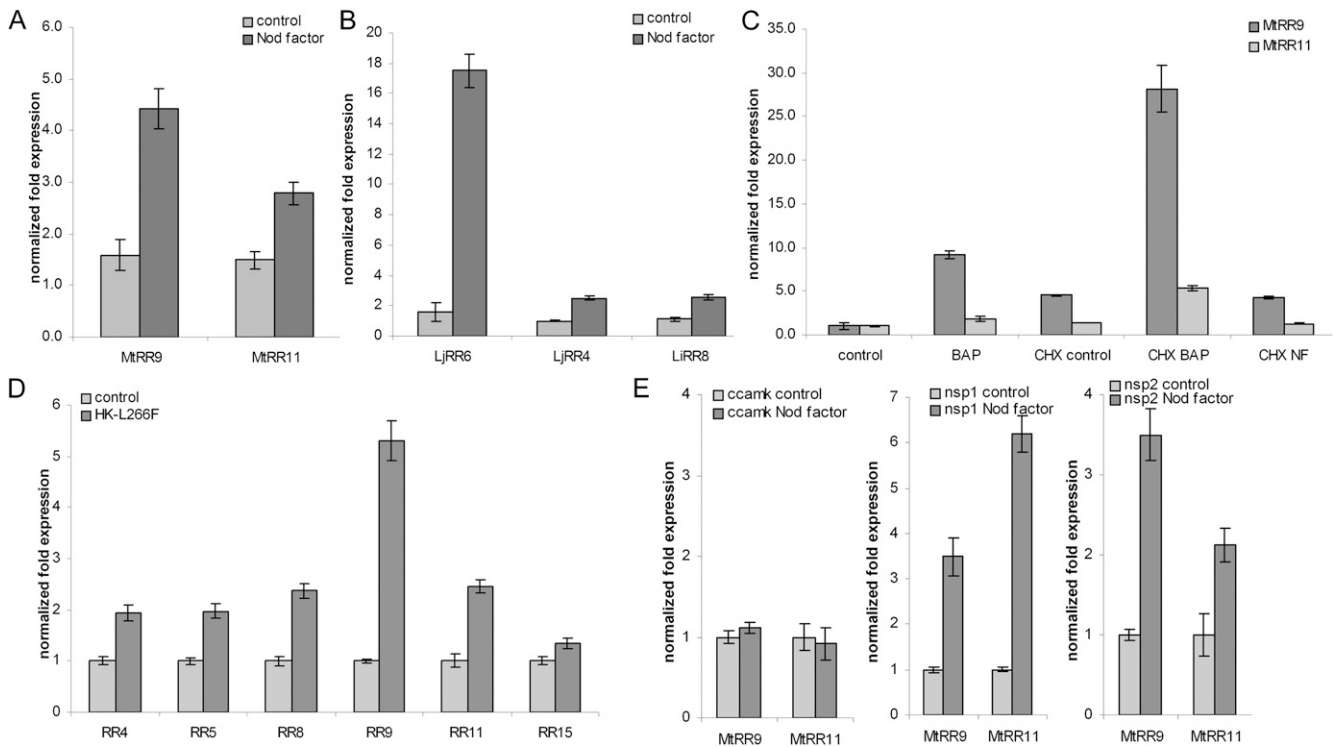 A
control
Nod factor
normalized fold expression
6.0
5.0
4.0
3.0
2.0
1.0
0.0
MtRR9
MtRR11
B
control
Nod factor
normalized fold expression
20
18
16
14
12
10
8
6
4
2
0
LjRR6
LjRR4
LiRR8
C
MtRR9
MtRR11
normalized fold expression
35.0
30.0
25.0
20.0
15.0
10.0
5.0
0.0
control
BAP
CHX control
CHX BAP
CHX NF
D
control
HK-L266F
normalized fold expression
6
5
4
3
2
1
0
RR4
RR5
RR8
RR9
RR11
RR15
E
ccamk control
ccamk Nod factor
normalized fold expression
4
3
2
1
0
MtRR9
MtRR11
nsp1 control
nsp1 Nod factor
normalized fold expression
7
6
5
4
3
2
1
0
MtRR9
MtRR11
nsp2 control
nsp2 Nod factor
normalized fold expression
4
3
2
1
0
MtRR9
MtRR11